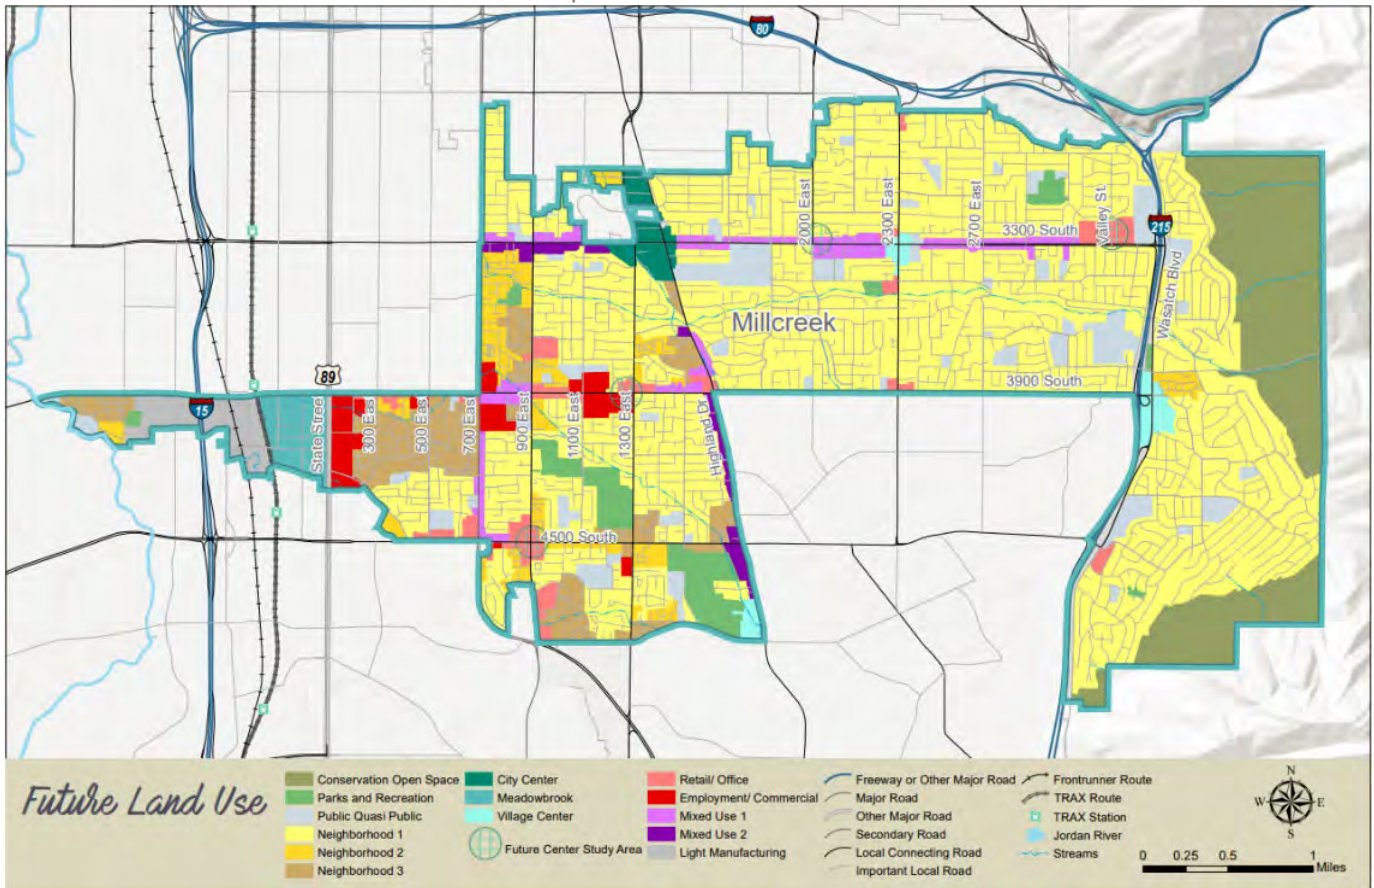 80
2000 East
2300 East
2700 East
Valley St.
3300 South
215
Wasatch Blvd
Millcreek
89
3900 South
15
State Stree
300 Eas
500 Eas
700 East
900 East
1100 East
1300 East
Highland Dr
4500 South
Future Land Use
Conservation Open Space
Parks and Recreation
Public Quasi Public
Neighborhood 1
Neighborhood 2
Neighborhood 3
City Center
Meadowbrook
Village Center
Future Center Study Area
Retail/ Office
Employment/ Commercial
Mixed Use 1
Mixed Use 2
Light Manufacturing
Freeway or Other Major Road
Major Road
Other Major Road
Secondary Road
Local Connecting Road
Important Local Road
Frontrunner Route
TRAX Route
TRAX Station
Jordan River
Streams
N
W
E
S
0 0.25 0.5 1
Miles